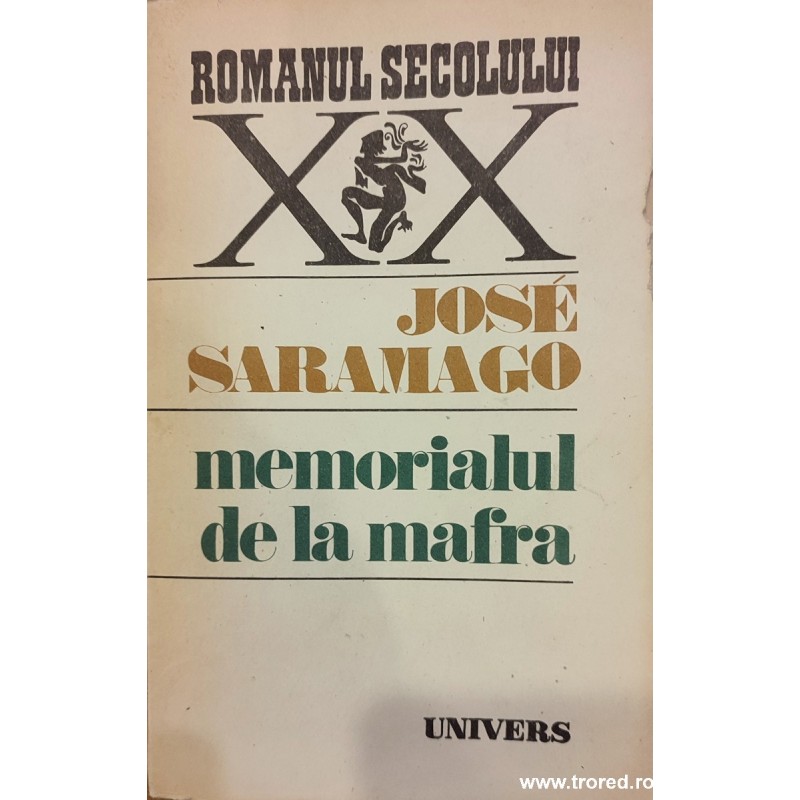 ROMANUL SECOLULUI
XX
JOSÉ
SARAMAGO
memorialul
de la mafra
UNIVERS
www.trored.ro